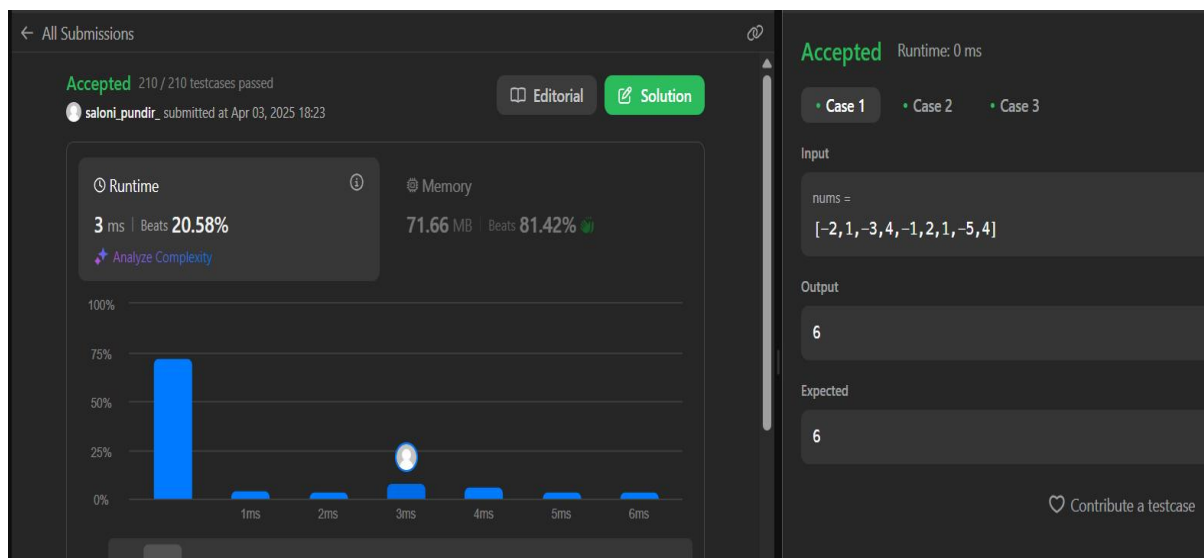 ← All Submissions
Accepted 210 / 210 testcases passed
saloni_pundir_ submitted at Apr 03, 2025 18:23
Editorial
Solution
Runtime
3 ms | Beats 20.58%
Analyze Complexity
Memory
71.66 MB | Beats 81.42%
100%
75%
50%
25%
0%
1ms 2ms 3ms 4ms 5ms 6ms
Accepted Runtime: 0 ms
• Case 1 • Case 2 • Case 3
Input
nums =
[-2,1,-3,4,-1,2,1,-5,4]
Output
6
Expected
6
Contribute a testcase